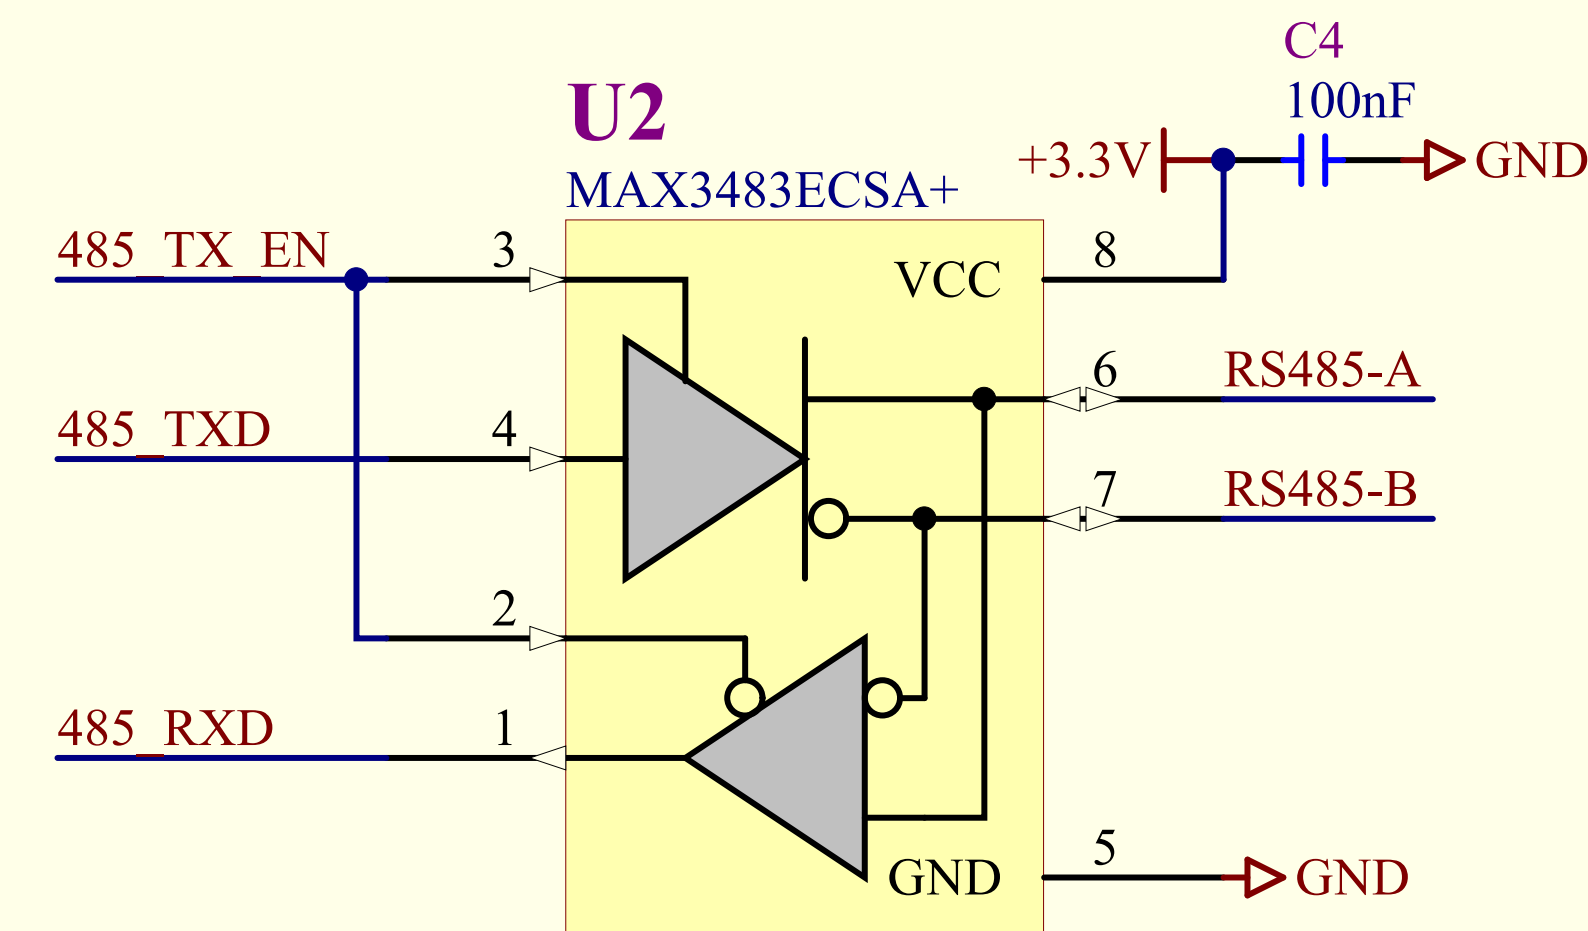 C4
100nF
U2
+3.3V
GND
MAX3483ECSA+
485_TX_EN
3
8
VCC
6
RS485-A
485_TXD
4
7
RS485-B
2
485_RXD
1
5
GND
GND